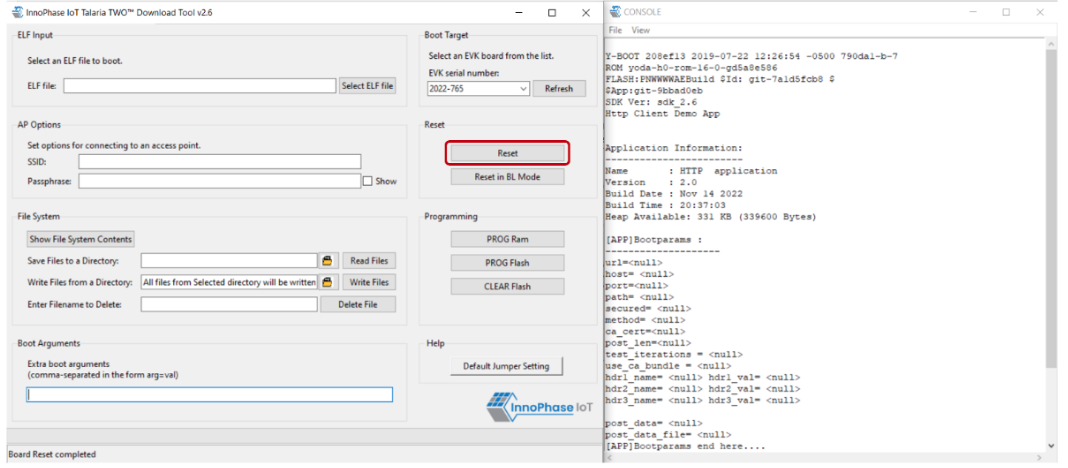 InnoPhase IoT Talaria TWO™ Download Tool v2.6
ELF Input
Select an ELF file to boot.
ELF file:
Select ELF file
AP Options
Set options for connecting to an access point.
SSID:
Passphrase:
Show
File System
Show File System Contents
Save Files to a Directory:
Read Files
Write Files from a Directory:
All files from Selected directory will be written
Write Files
Enter Filename to Delete:
Delete File
Boot Arguments
Extra boot arguments
(comma-separated in the form arg=val)
Boot Target
Select an EVK board from the list.
EVK serial number:
2022-765
Refresh
Reset
Reset
Reset in BL Mode
Programming
PROG Ram
PROG Flash
CLEAR Flash
Help
Default Jumper Setting
InnoPhase IoT
Board Reset completed
CONSOLE
File View
Y-BOOT 208ef13 2019-07-22 12:26:54 -0500 790da1-b-7
ROM yoda-h0-rom-16-0-gd5a8e586
FLASH:PNWWWWAEBuild $Id: git-7a1d5fcb8 $
$App:git-9bbad0eb
SDK Ver: sdk_2.6
Http Client Demo App
Application Information:
------------------------
Name : HTTP application
Version : 2.0
Build Date : Nov 14 2022
Build Time : 20:37:03
Heap Available: 331 KB (339600 Bytes)
[APP]Bootparams :
--------------------
url=<null>
host= <null>
port=<null>
path= <null>
secured= <null>
method= <null>
ca_cert=<null>
post_len=<null>
test_iterations = <null>
use_ca_bundle = <null>
hdr1_name= <null> hdr1_val= <null>
hdr2_name= <null> hdr2_val= <null>
hdr3_name= <null> hdr3_val= <null>
post_data= <null>
post_data_file= <null>
[APP]Bootparams end here....